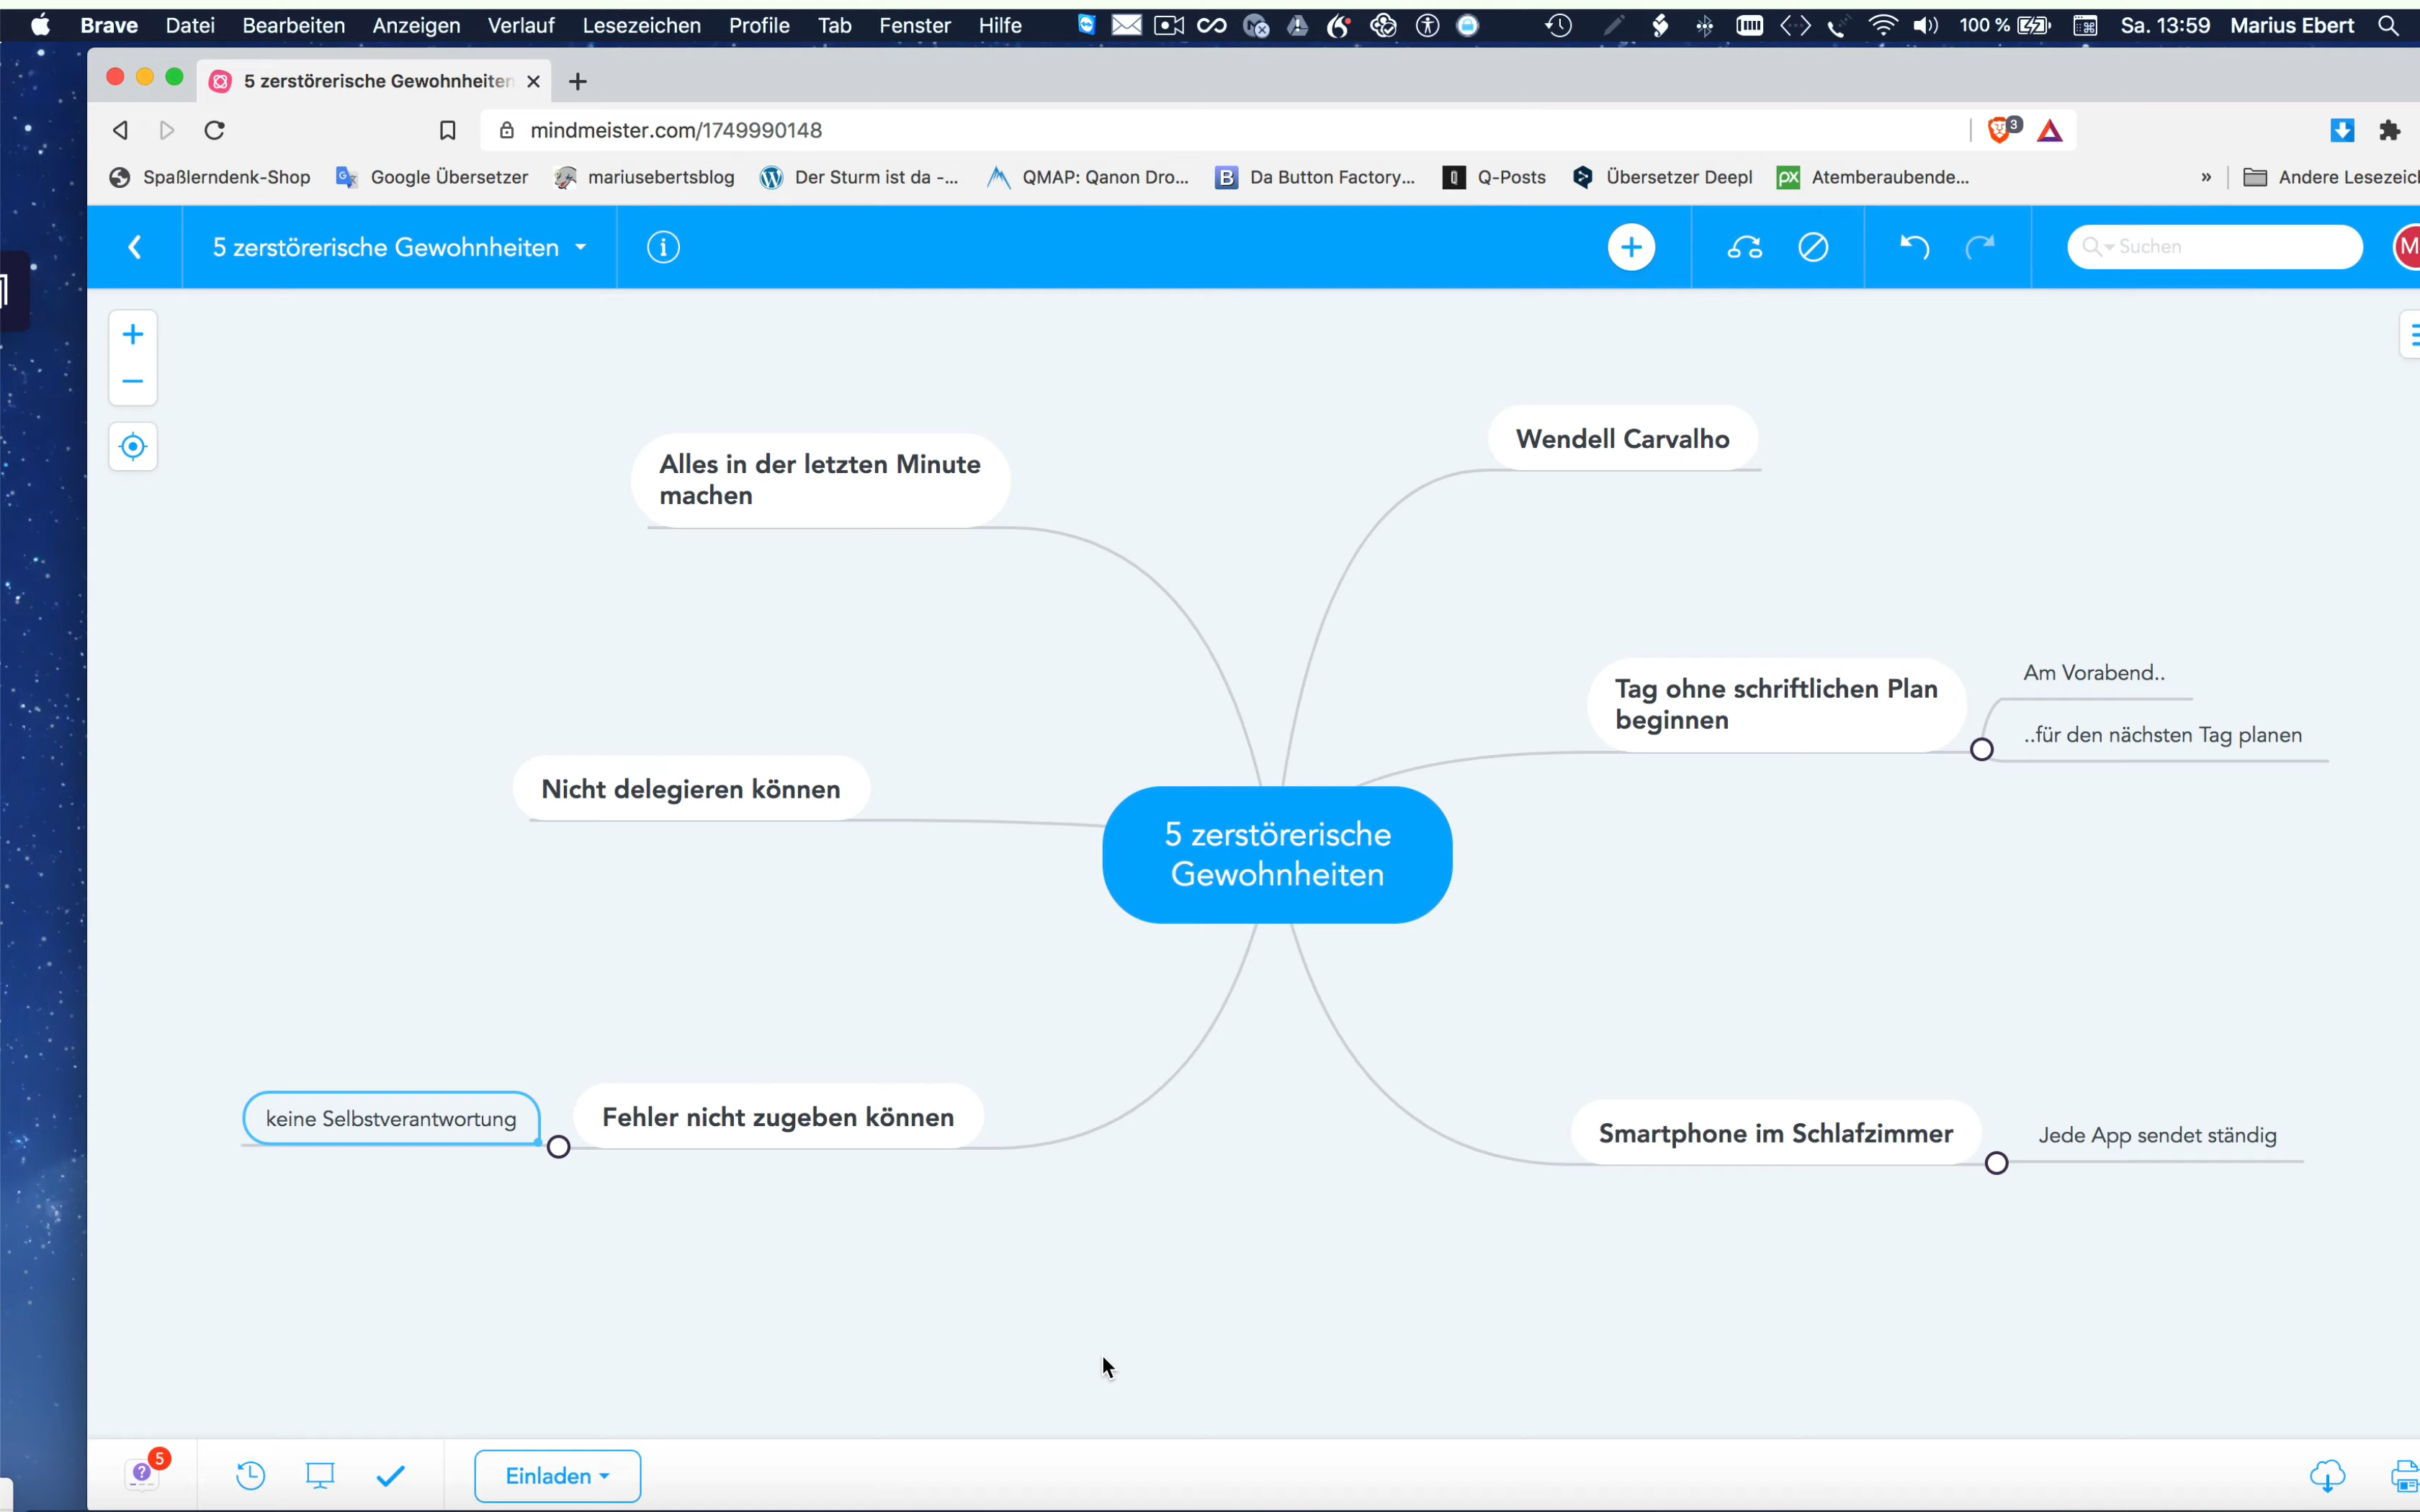 Brave Datei Bearbeiten Anzeigen Verlauf Lesezeichen Profile Tab Fenster Hilfe 100 % Sa. 13:59 Marius Ebert
5 zerstörerische Gewohnheiten
mindmeister.com/1749990148 3
Spaßlerndenk-Shop Google Übersetzer mariusebertsblog Der Sturm ist da -... QMAP: Qanon Dro... B Da Button Factory... Q-Posts Übersetzer Deepl px Atemberaubende... » Andere Lesezeich
5 zerstörerische Gewohnheiten Suchen M
Wendell Carvalho
Alles in der letzten Minute
machen
Tag ohne schriftlichen Plan
beginnen
Am Vorabend..
..für den nächsten Tag planen
Nicht delegieren können
5 zerstörerische
Gewohnheiten
keine Selbstverantwortung
Fehler nicht zugeben können
Smartphone im Schlafzimmer
Jede App sendet ständig
5
Einladen